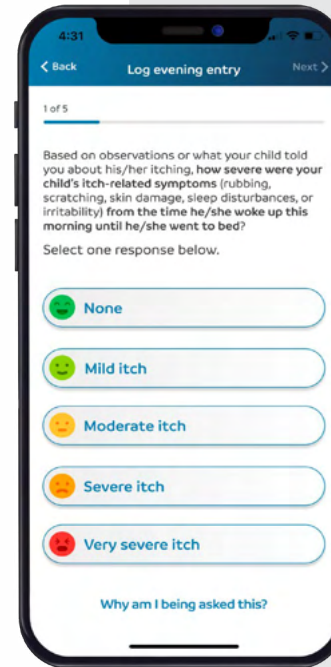 4:31
Back Log evening entry Next
1 of 5
Based on observations or what your child told
you about his/her itching, how severe were your
child's itch-related symptoms (rubbing,
scratching, skin damage, sleep disturbances, or
irritability) from the time he/she woke up this
morning until he/she went to bed?
Select one response below.
None
Mild itch
Moderate itch
Severe itch
Very severe itch
Why am I being asked this?